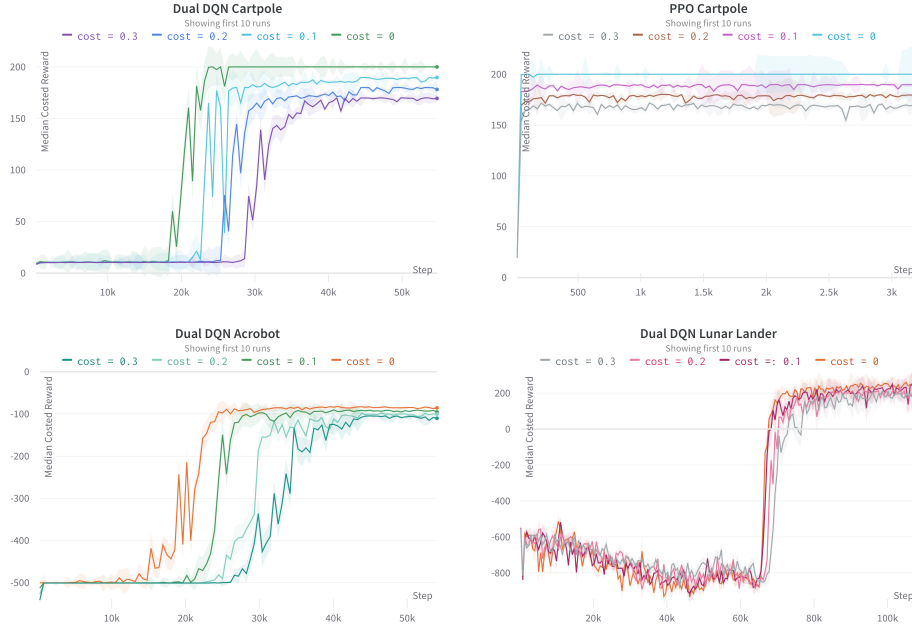 Dual DQN Cartpole
Showing first 10 runs
cost = 0.3 cost = 0.2 cost = 0.1 cost = 0
Median Costed Reward
200
150
100
50
0
10k 20k 30k 40k 50k
Step
PPO Cartpole
Showing first 10 runs
cost = 0.3 cost = 0.2 cost = 0.1 cost = 0
Median Costed Reward
200
150
100
50
0
500 1k 1.5k 2k 2.5k 3k
Step
Dual DQN Acrobot
Showing first 10 runs
cost = 0.3 cost = 0.2 cost = 0.1 cost = 0
Median Costed Reward
0
-100
-200
-300
-400
-500
10k 20k 30k 40k 50k
Step
Dual DQN Lunar Lander
Showing first 10 runs
cost = 0.3 cost = 0.2 cost =: 0.1 cost = 0
Median Costed Reward
200
0
-200
-400
-600
-800
20k 40k 60k 80k 100k
Step